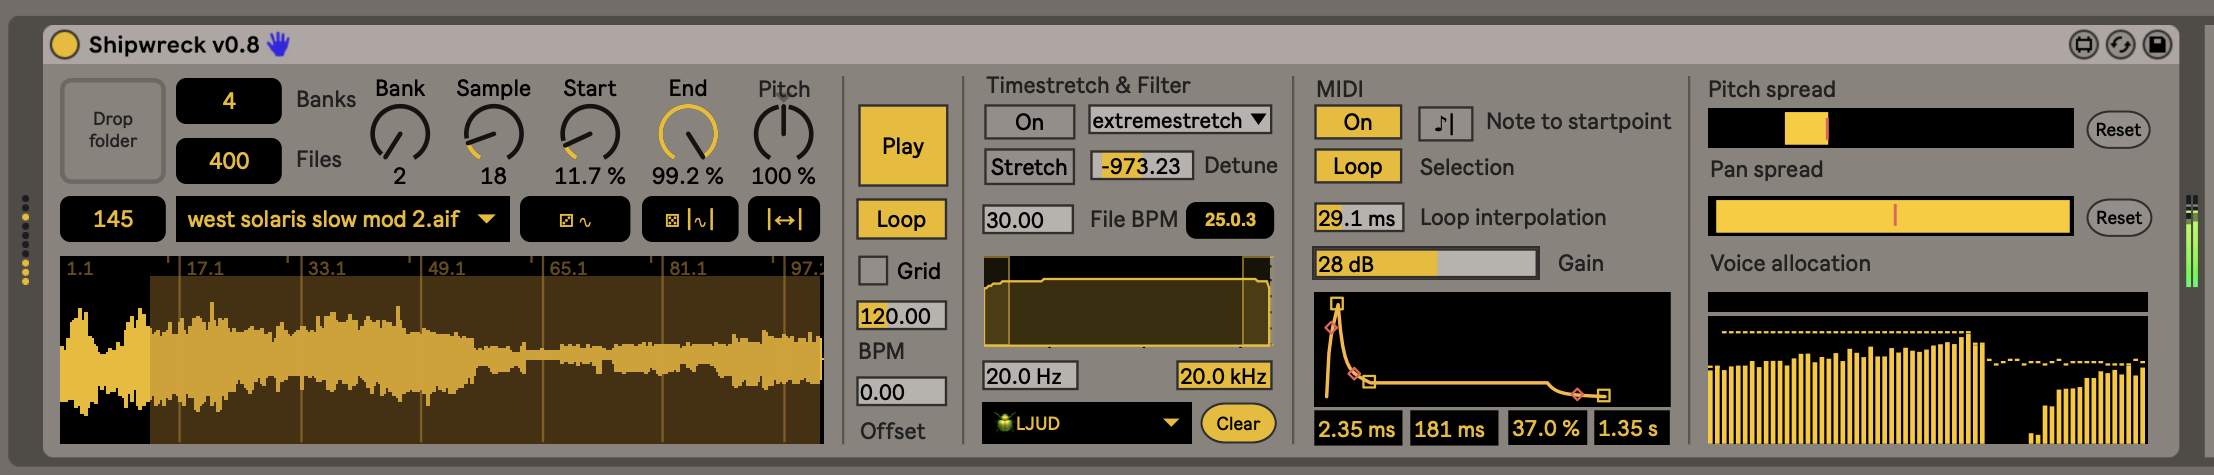 Shipwreck v0.8
Drop
folder
4 Banks
400 Files
Bank Sample Start End Pitch
2 18 11.7 % 99.2 % 100 %
145 west solaris slow mod 2.aif
1.1 17.1 33.1 49.1 65.1 81.1 97.
Play
Loop
Grid
120.00
BPM
0.00
Offset
Timestretch & Filter
On extremestretch
Stretch -973.23 Detune
30.00 File BPM 25.0.3
20.0 Hz 20.0 kHz
LJUD Clear
MIDI
On Note to startpoint
Loop Selection
29.1 ms Loop interpolation
28 dB Gain
2.35 ms 181 ms 37.0 % 1.35 s
Pitch spread
Reset
Pan spread
Reset
Voice allocation